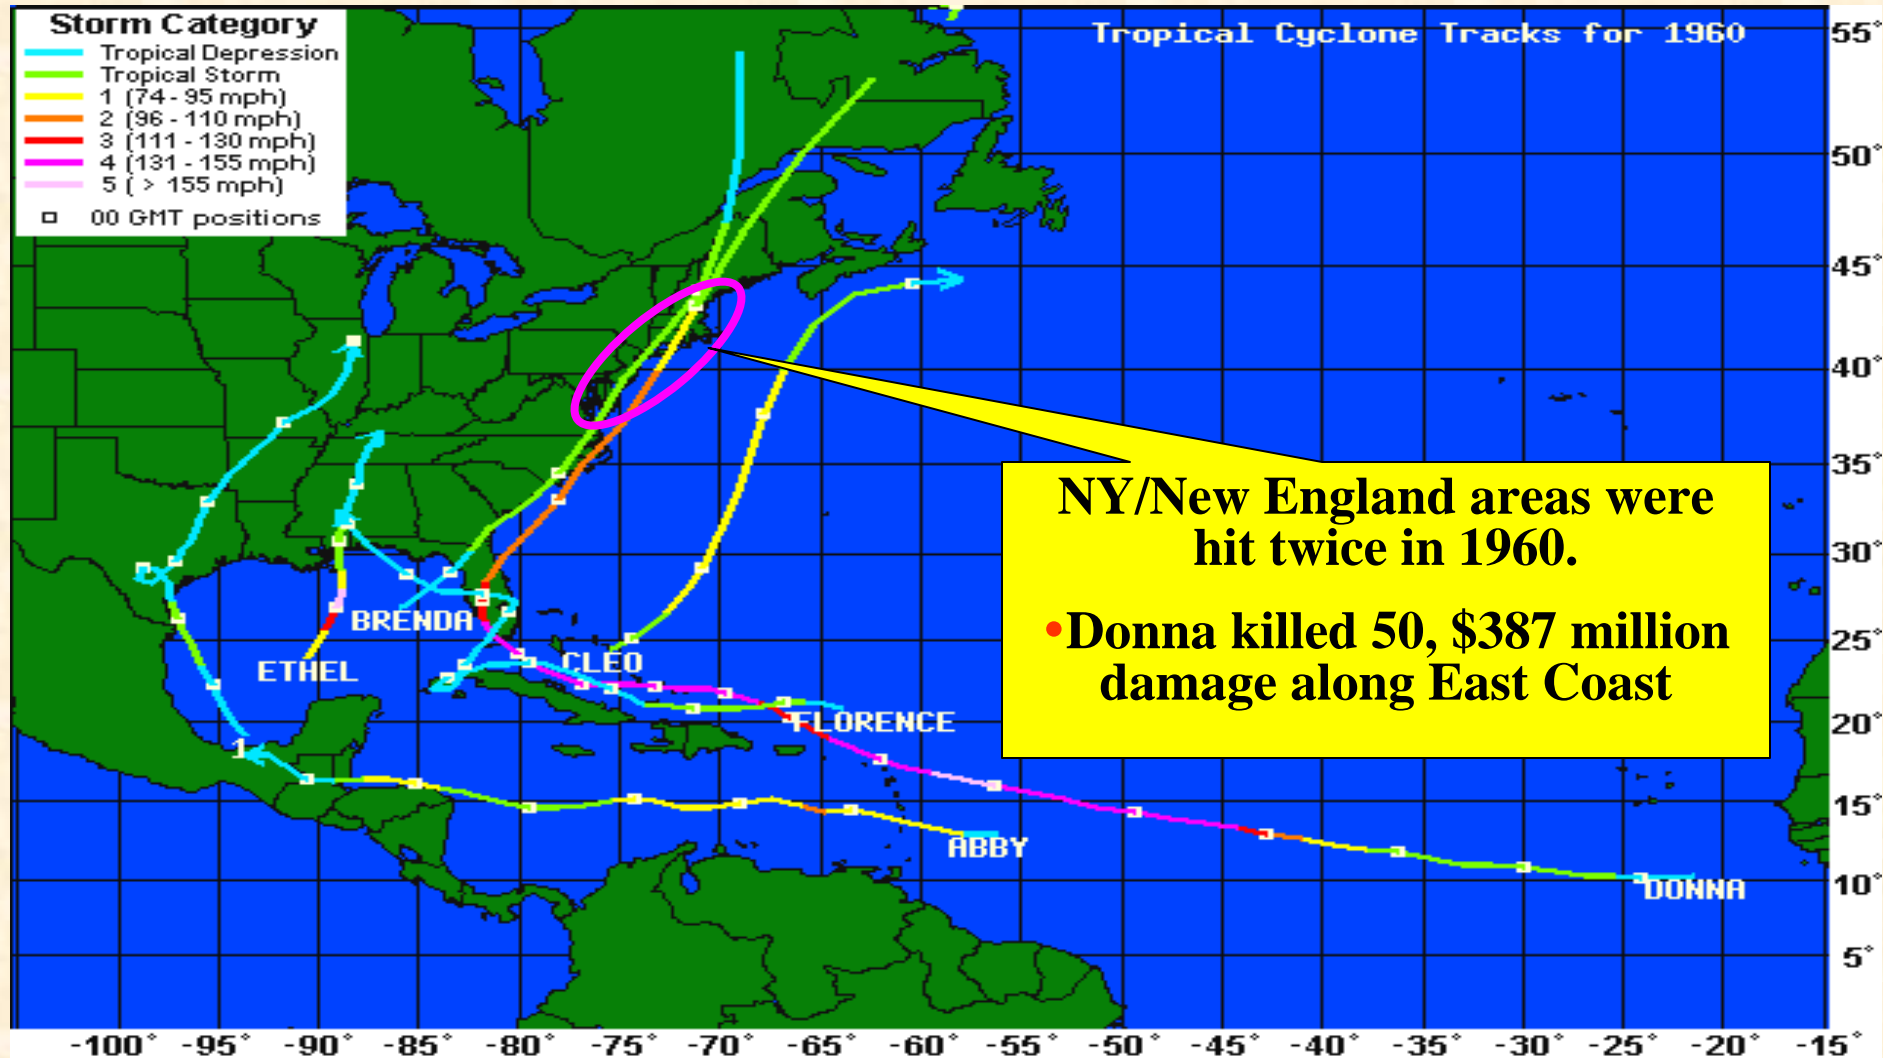 Storm Category
Tropical Depression
Tropical Storm
1 (74 - 95 mph)
2 (96 - 110 mph)
3 (111 - 130 mph)
4 (131 - 155 mph)
5 ( > 155 mph)
00 GMT positions
Tropical Cyclone Tracks for 1960
55°
50°
45°
40°
35°
30°
25°
20°
15°
10°
5°
NY/New England areas were
hit twice in 1960.
•Donna killed 50, $387 million
damage along East Coast
BRENDA
ETHEL
CLEO
FLORENCE
1
ABBY
DONNA
-100° -95° -90° -85° -80° -75° -70° -65° -60° -55° -50° -45° -40° -35° -30° -25° -20° -15°